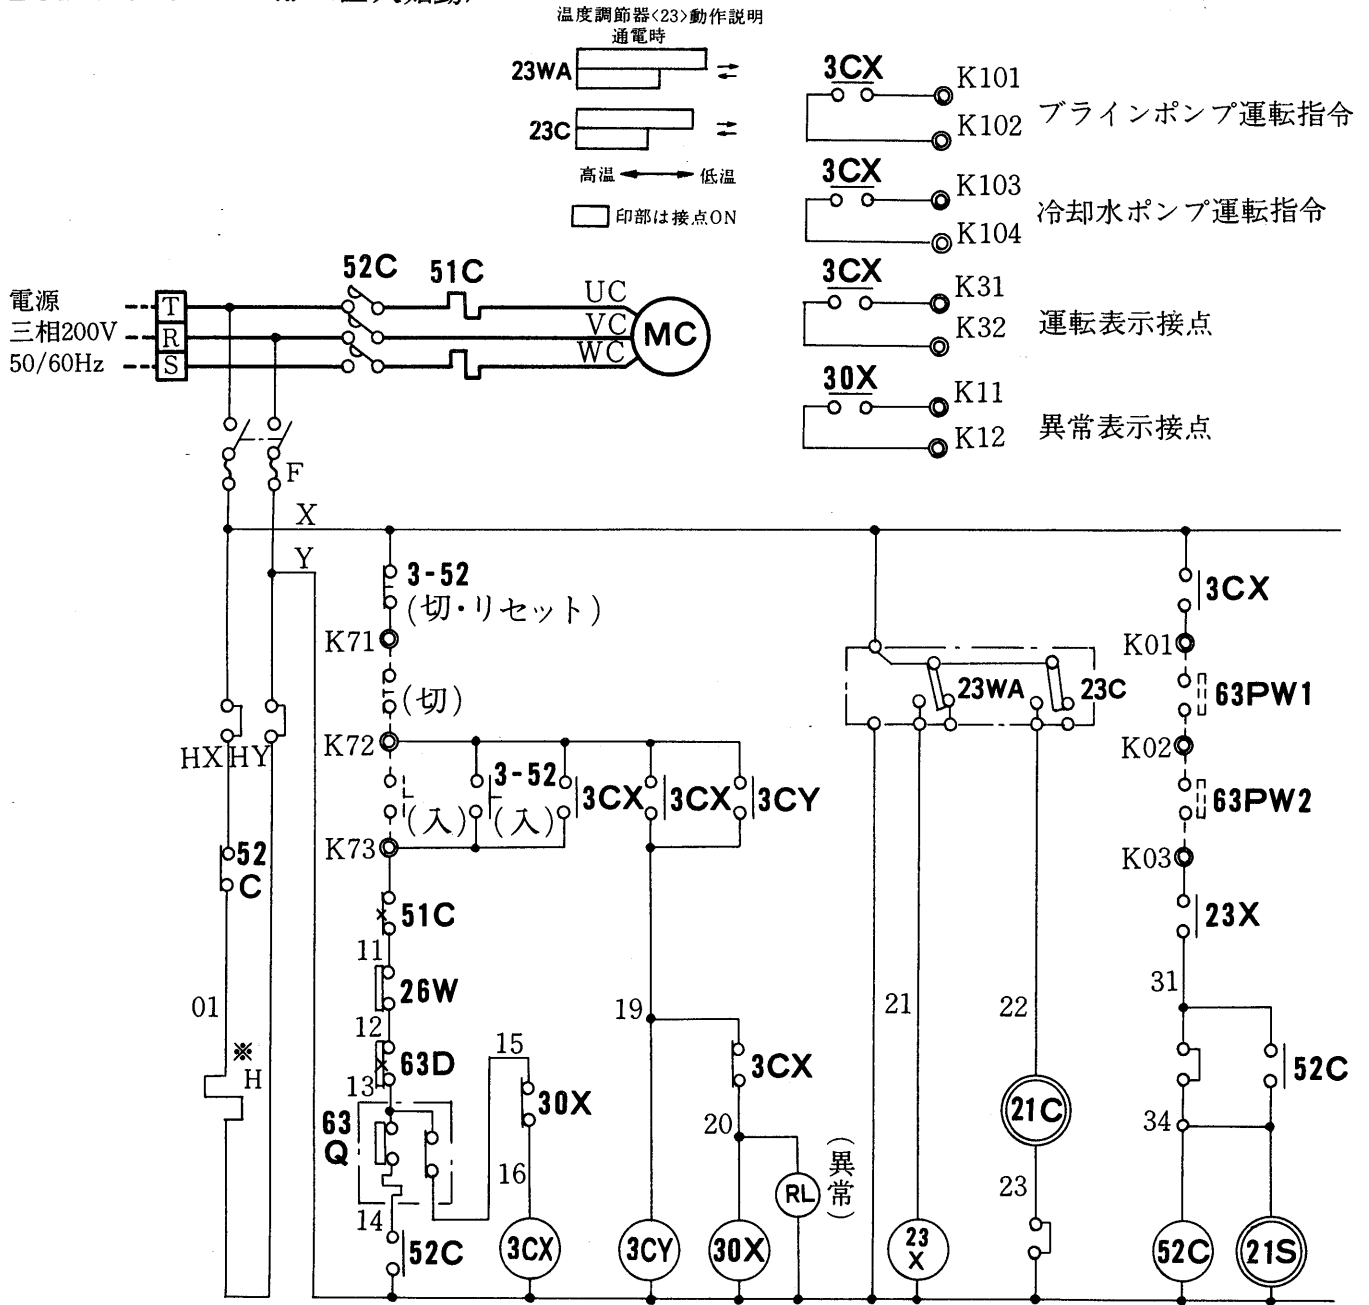 温度調節器<23>動作説明
通電時
23WA
23C
高温 低温
印部は接点ON
3CX
K101
K102
ブラインポンプ運転指令
3CX
K103
K104
冷却水ポンプ運転指令
3CX
K31
K32
運転表示接点
30X
K11
K12
異常表示接点
電源
三相200V
50/60Hz
T
R
S
52C
51C
UC
VC
WC
MC
F
X
Y
HX
HY
52
C
01
※
H
3-52
(切・リセット)
K71
(切)
K72
(入)
3-52
(入)
3CX
3CX
3CY
K73
51C
11
26W
12
63D
13
63
Q
14
52C
15
30X
16
3CX
19
3CY
3CX
20
30X
RL
(異常)
23WA
23C
21
23
X
22
21C
23
3CX
K01
63PW1
K02
63PW2
K03
23X
31
52C
34
52C
21S